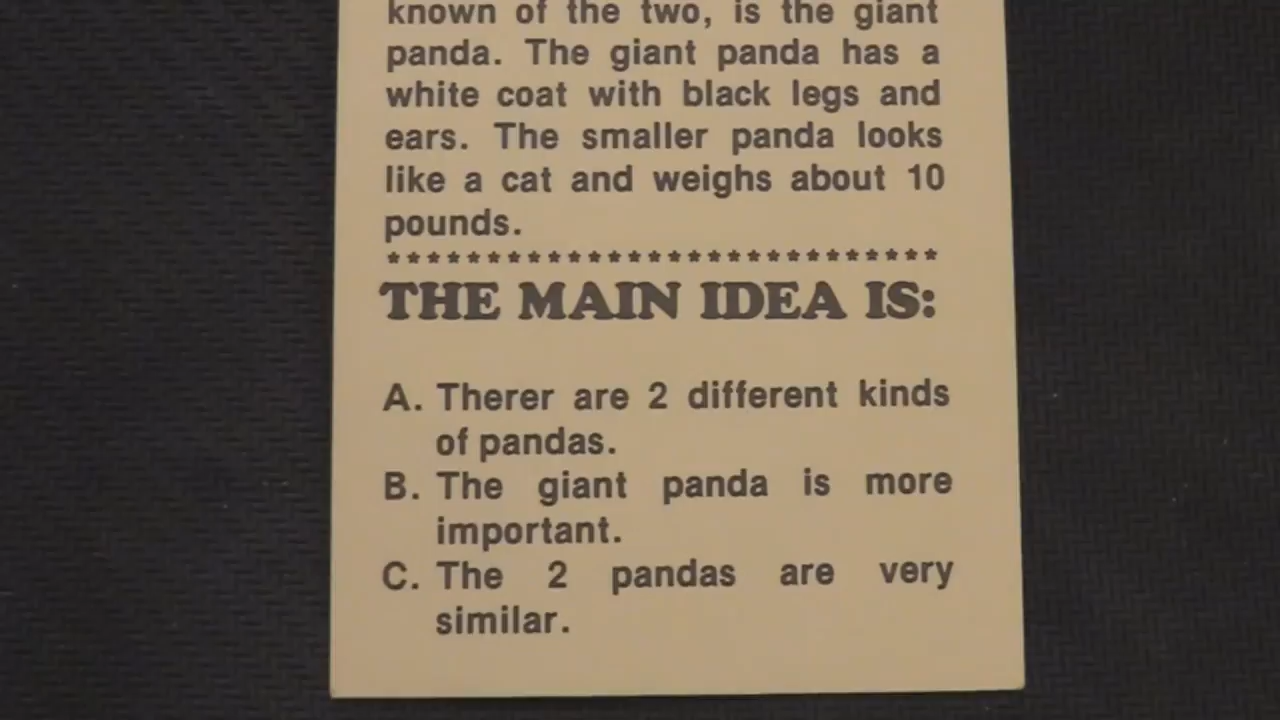 known of the two, is the giant
panda. The giant panda has a
white coat with black legs and
ears. The smaller panda looks
like a cat and weighs about 10
pounds.
****************************
THE MAIN IDEA IS:
A. Therer are 2 different kinds
of pandas.
B. The giant panda is more
important.
C. The 2 pandas are very
similar.